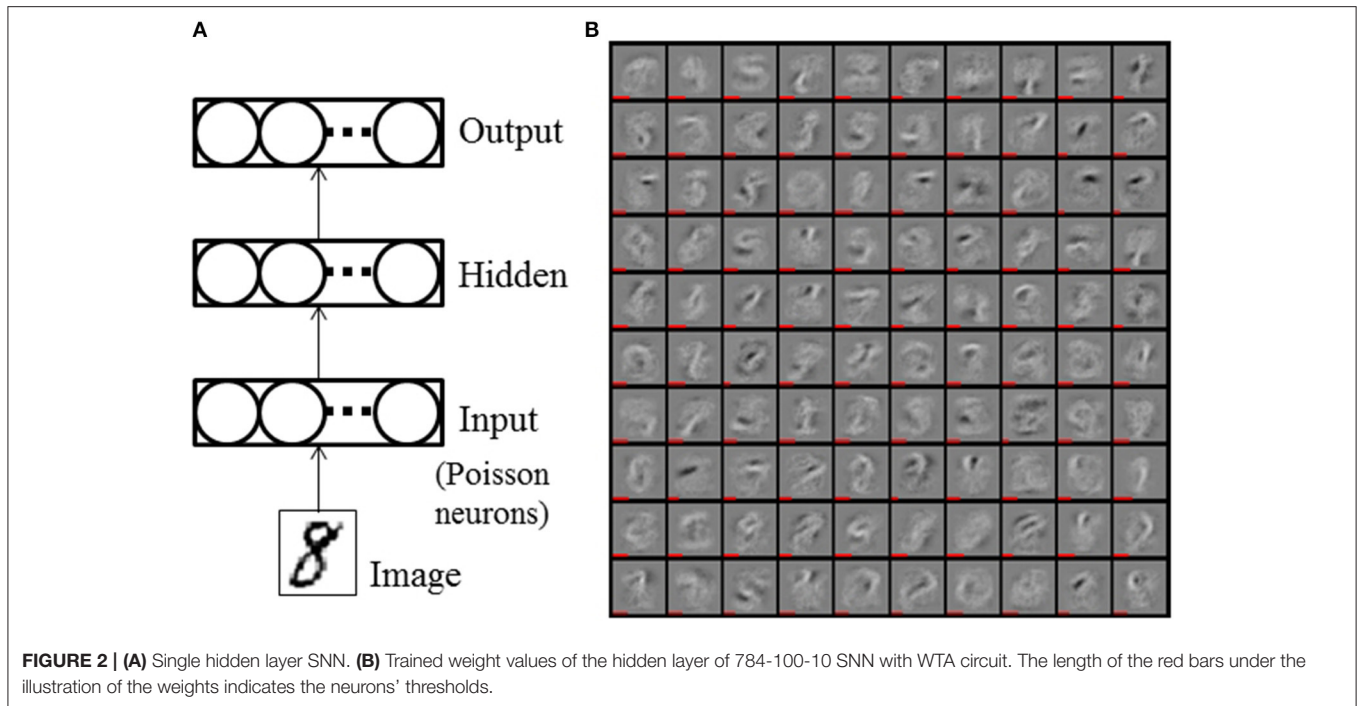 A
B
Output
Hidden
Input
(Poisson
neurons)
8
Image
FIGURE 2 | (A) Single hidden layer SNN. (B) Trained weight values of the hidden layer of 784-100-10 SNN with WTA circuit. The length of the red bars under the
illustration of the weights indicates the neurons' thresholds.